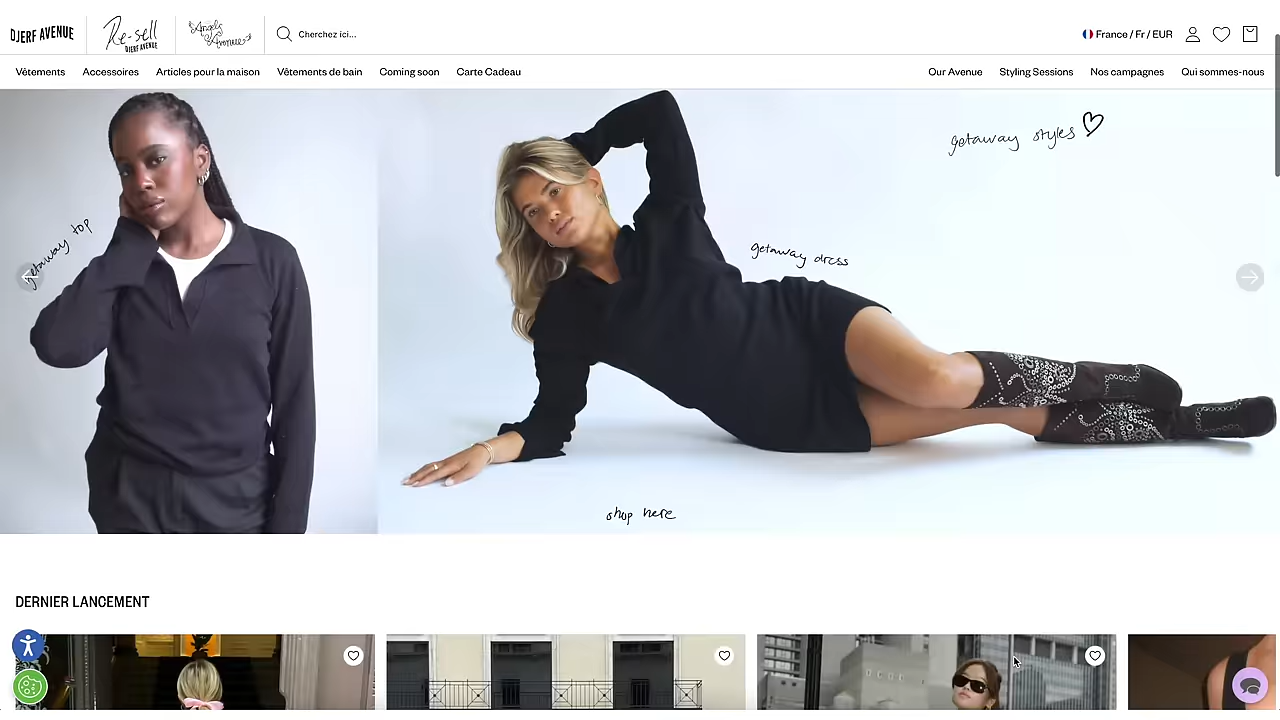 DJERF AVENUE
Re-sell
DJERF AVENUE
Angels Avenue
Cherchez ici...
France / Fr / EUR
Vêtements
Accessoires
Articles pour la maison
Vêtements de bain
Coming soon
Carte Cadeau
Our Avenue
Styling Sessions
Nos campagnes
Qui sommes-nous
getaway styles
getaway top
getaway dress
shop here
DERNIER LANCEMENT